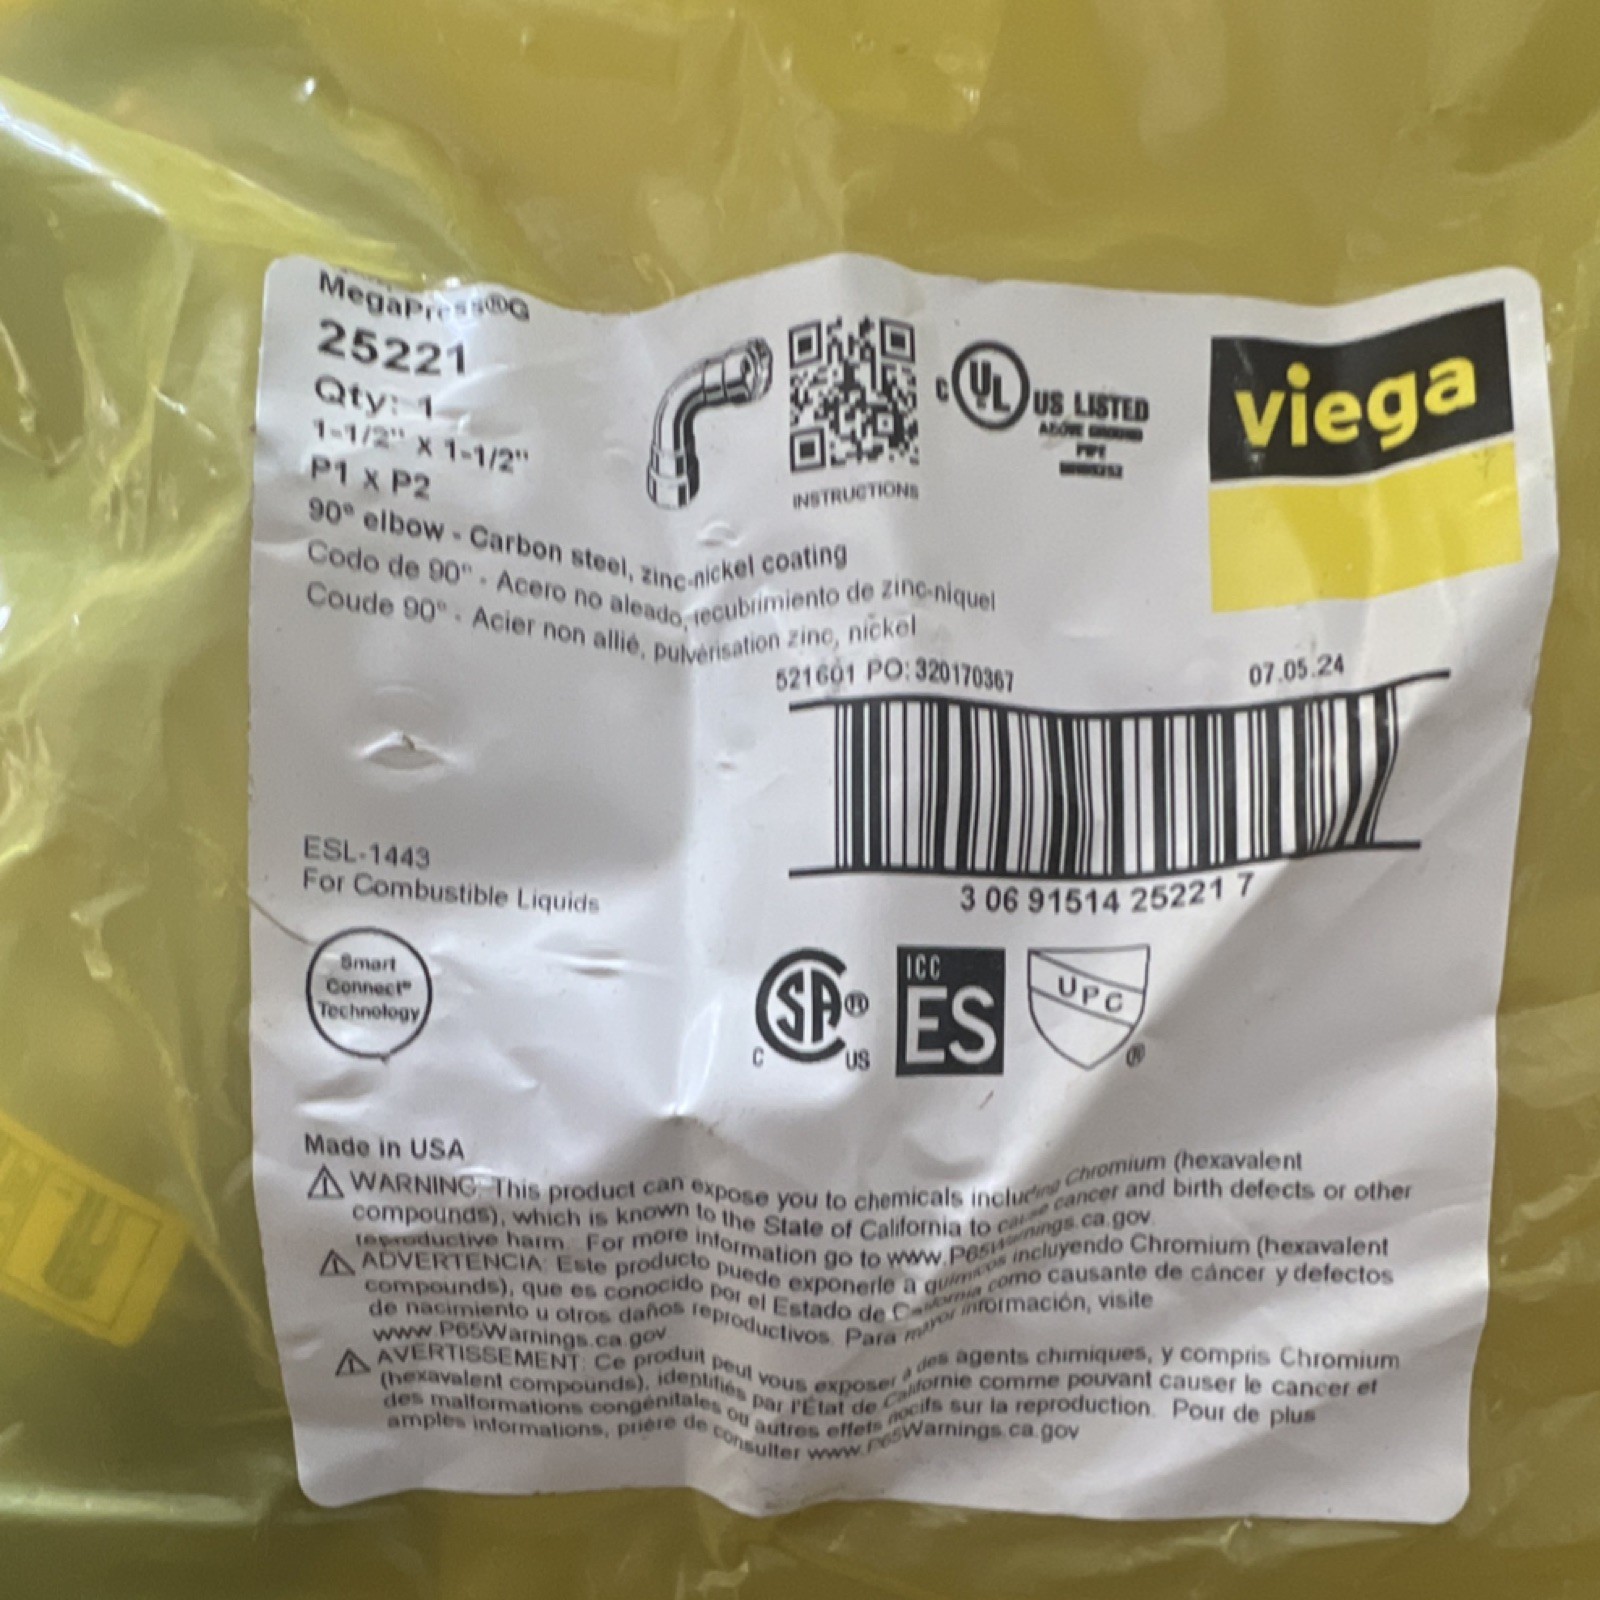 MegaPress®G
25221
Qty: 1
1-1/2" x 1-1/2"
P1 x P2
90° elbow - Carbon steel, zinc-nickel coating
Codo de 90° - Acero no aleado, recubrimiento de zinc-niquel
Coude 90° - Acier non allié, pulvérisation zinc, nickel
INSTRUCTIONS
C UL US LISTED
ABOVE GROUND
PIPE
viega
521601 PO: 320170367
07.05.24
3 06 91514 25221 7
ESL-1443
For Combustible Liquids
Smart
Connect®
Technology
C SA® US
ICC
ES
UPC ®
Made in USA
WARNING: This product can expose you to chemicals including Chromium (hexavalent
compounds), which is known to the State of California to cause cancer and birth defects or other
reproductive harm. For more information go to www.P65Warnings.ca.gov.
ADVERTENCIA: Este producto puede exponerle a químicos incluyendo Chromium (hexavalent
compounds), que es conocido por el Estado de California como causante de cáncer y defectos
de nacimiento u otros daños reproductivos. Para mayor información, visite
www.P65Warnings.ca.gov
AVERTISSEMENT: Ce produit peut vous exposer à des agents chimiques, y compris Chromium
(hexavalent compounds), identifiés par l'État de Californie comme pouvant causer le cancer et
des malformations congénitales ou autres effets nocifs sur la reproduction. Pour de plus
amples informations, prière de consulter www.P65Warnings.ca.gov